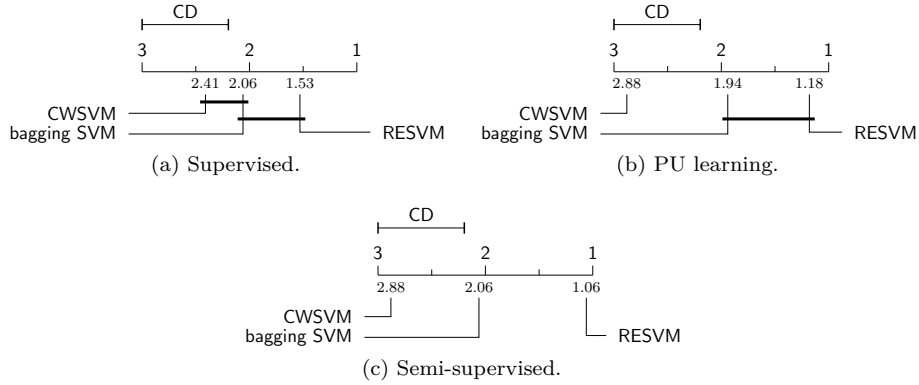 CD
3 2 1
2.41 2.06 1.53
CWSVM
bagging SVM
RESVM
(a) Supervised.
CD
3 2 1
2.88 1.94 1.18
CWSVM
bagging SVM
RESVM
(b) PU learning.
CD
3 2 1
2.88 2.06 1.06
CWSVM
bagging SVM
RESVM
(c) Semi-supervised.